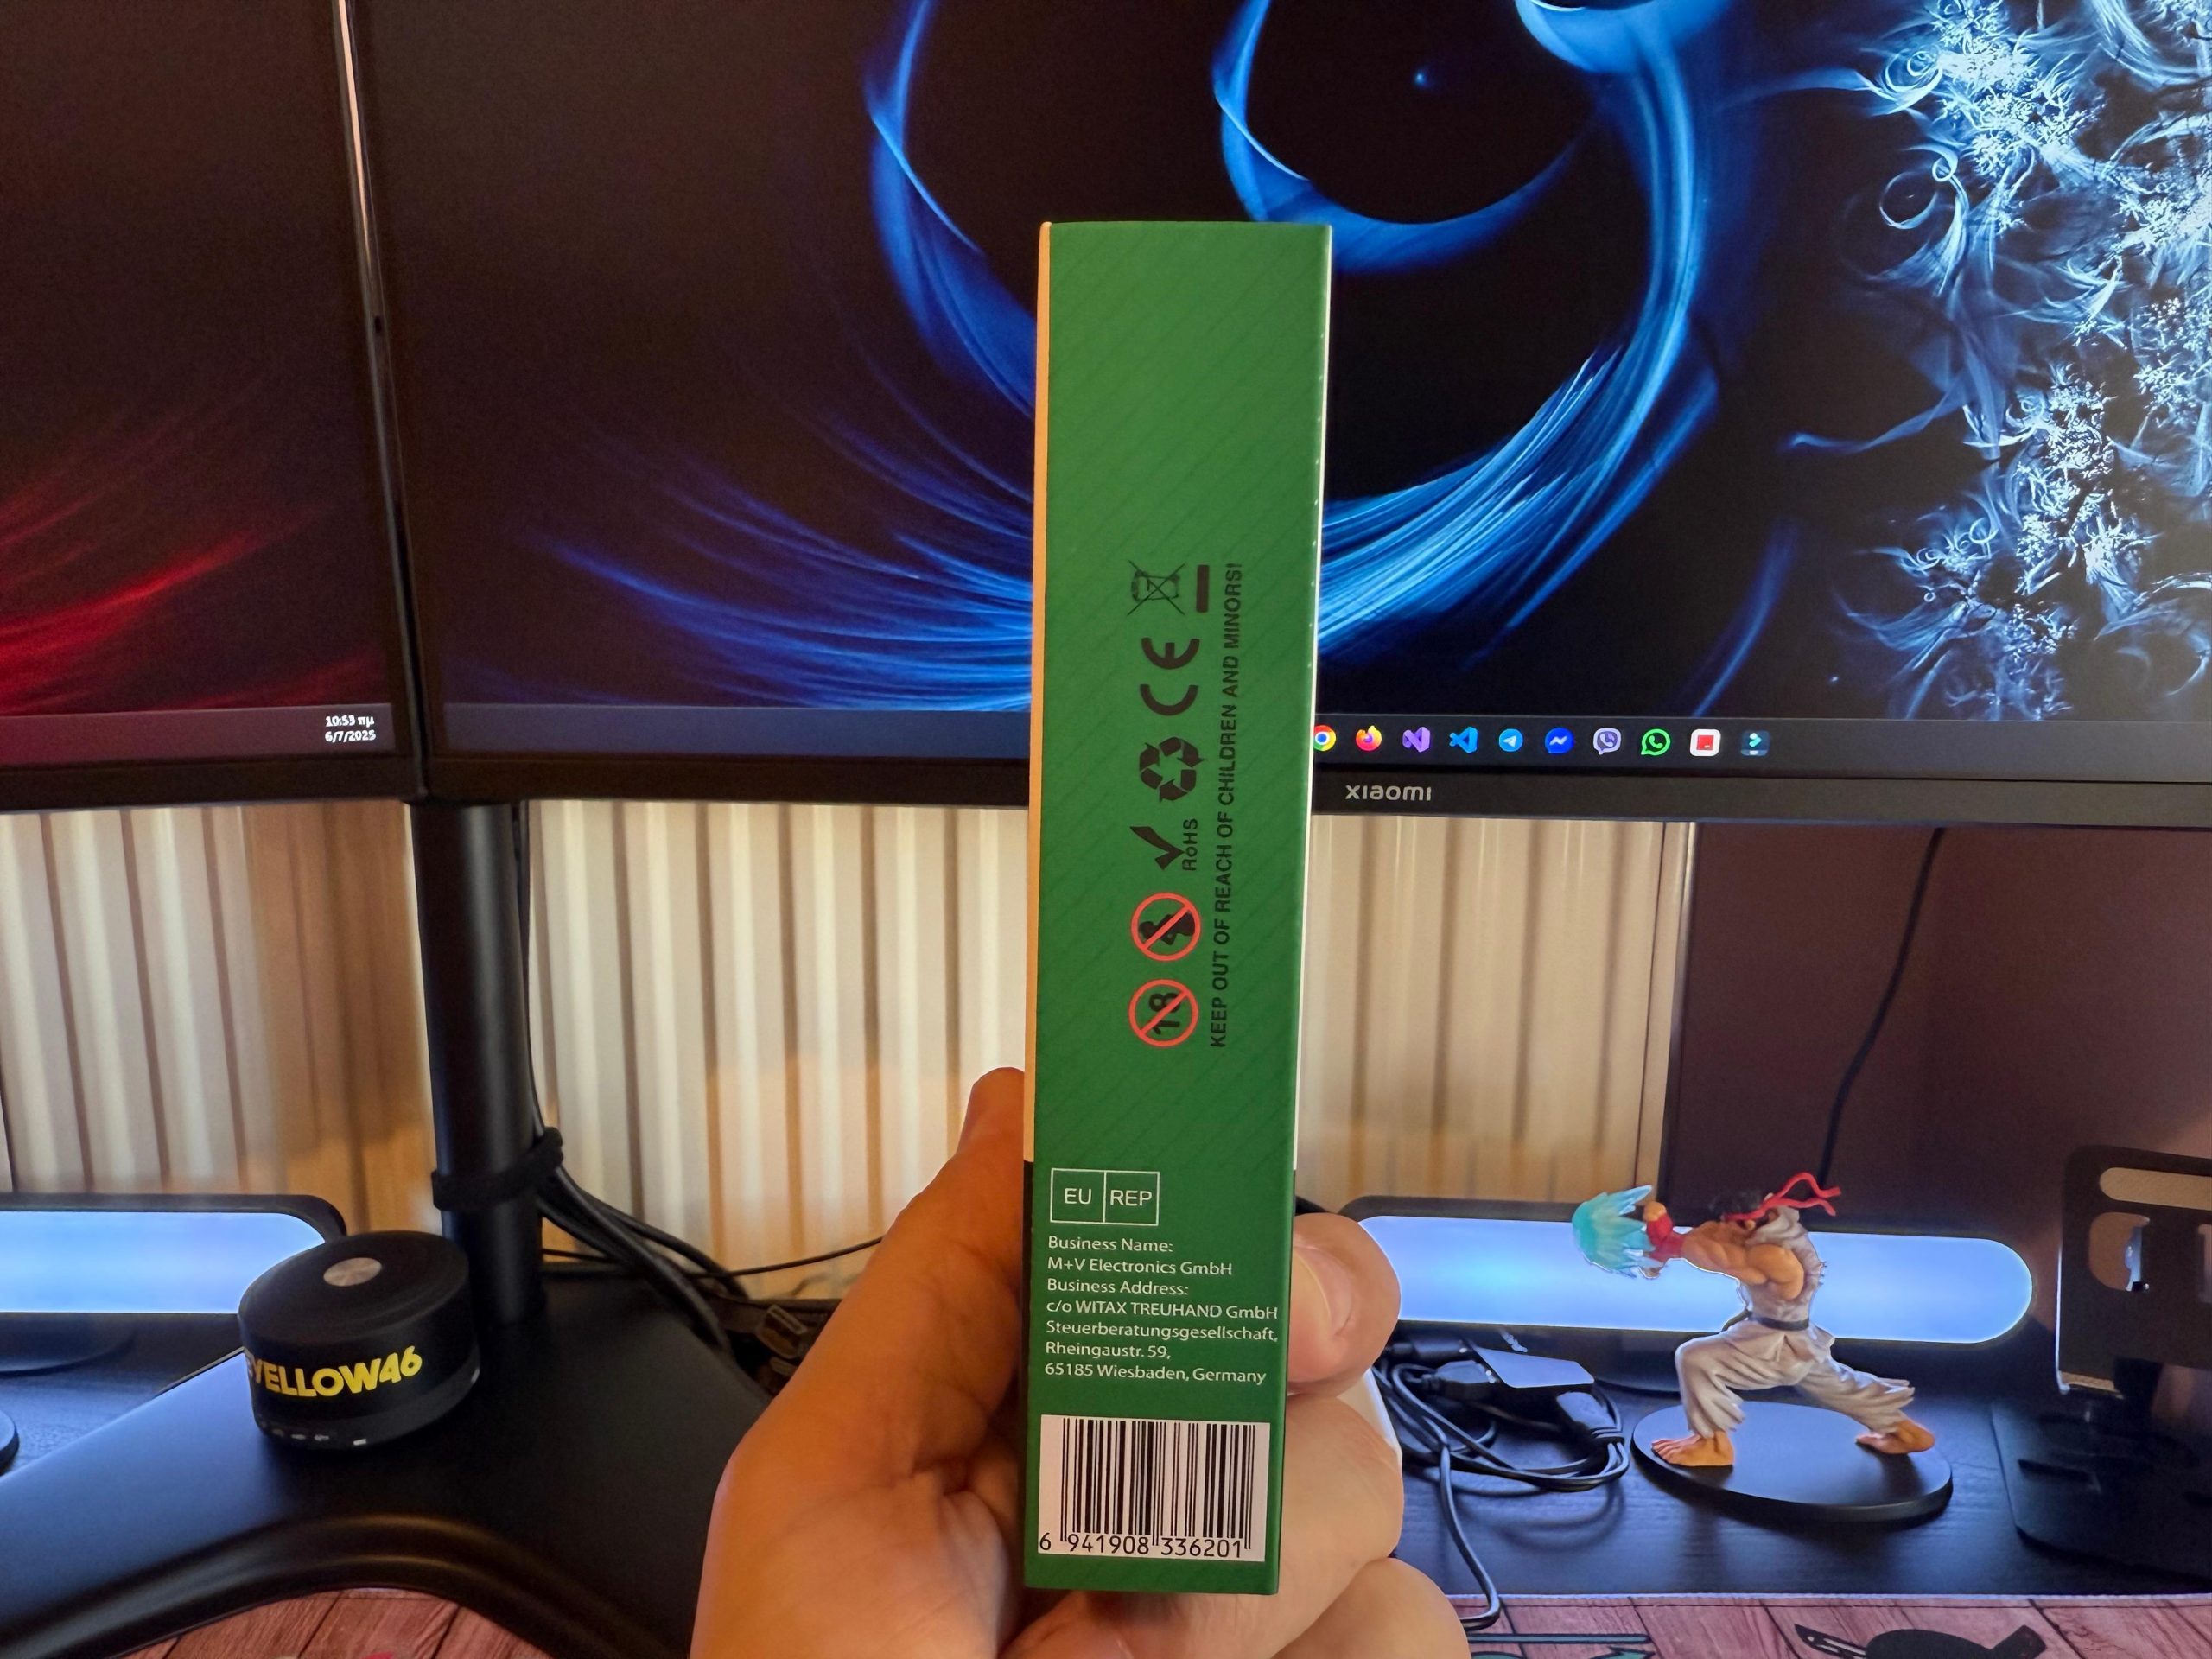 10:53 πμ
6/7/2025
xiaomi
18
RoHS
CE
KEEP OUT OF REACH OF CHILDREN AND MINORS!
EU REP
Business Name:
M+V Electronics GmbH
Business Address:
c/o WITAX TREUHAND GmbH
Steuerberatungsgesellschaft,
Rheingaustr. 59,
65185 Wiesbaden, Germany
6 941908 336201
YELLOW46